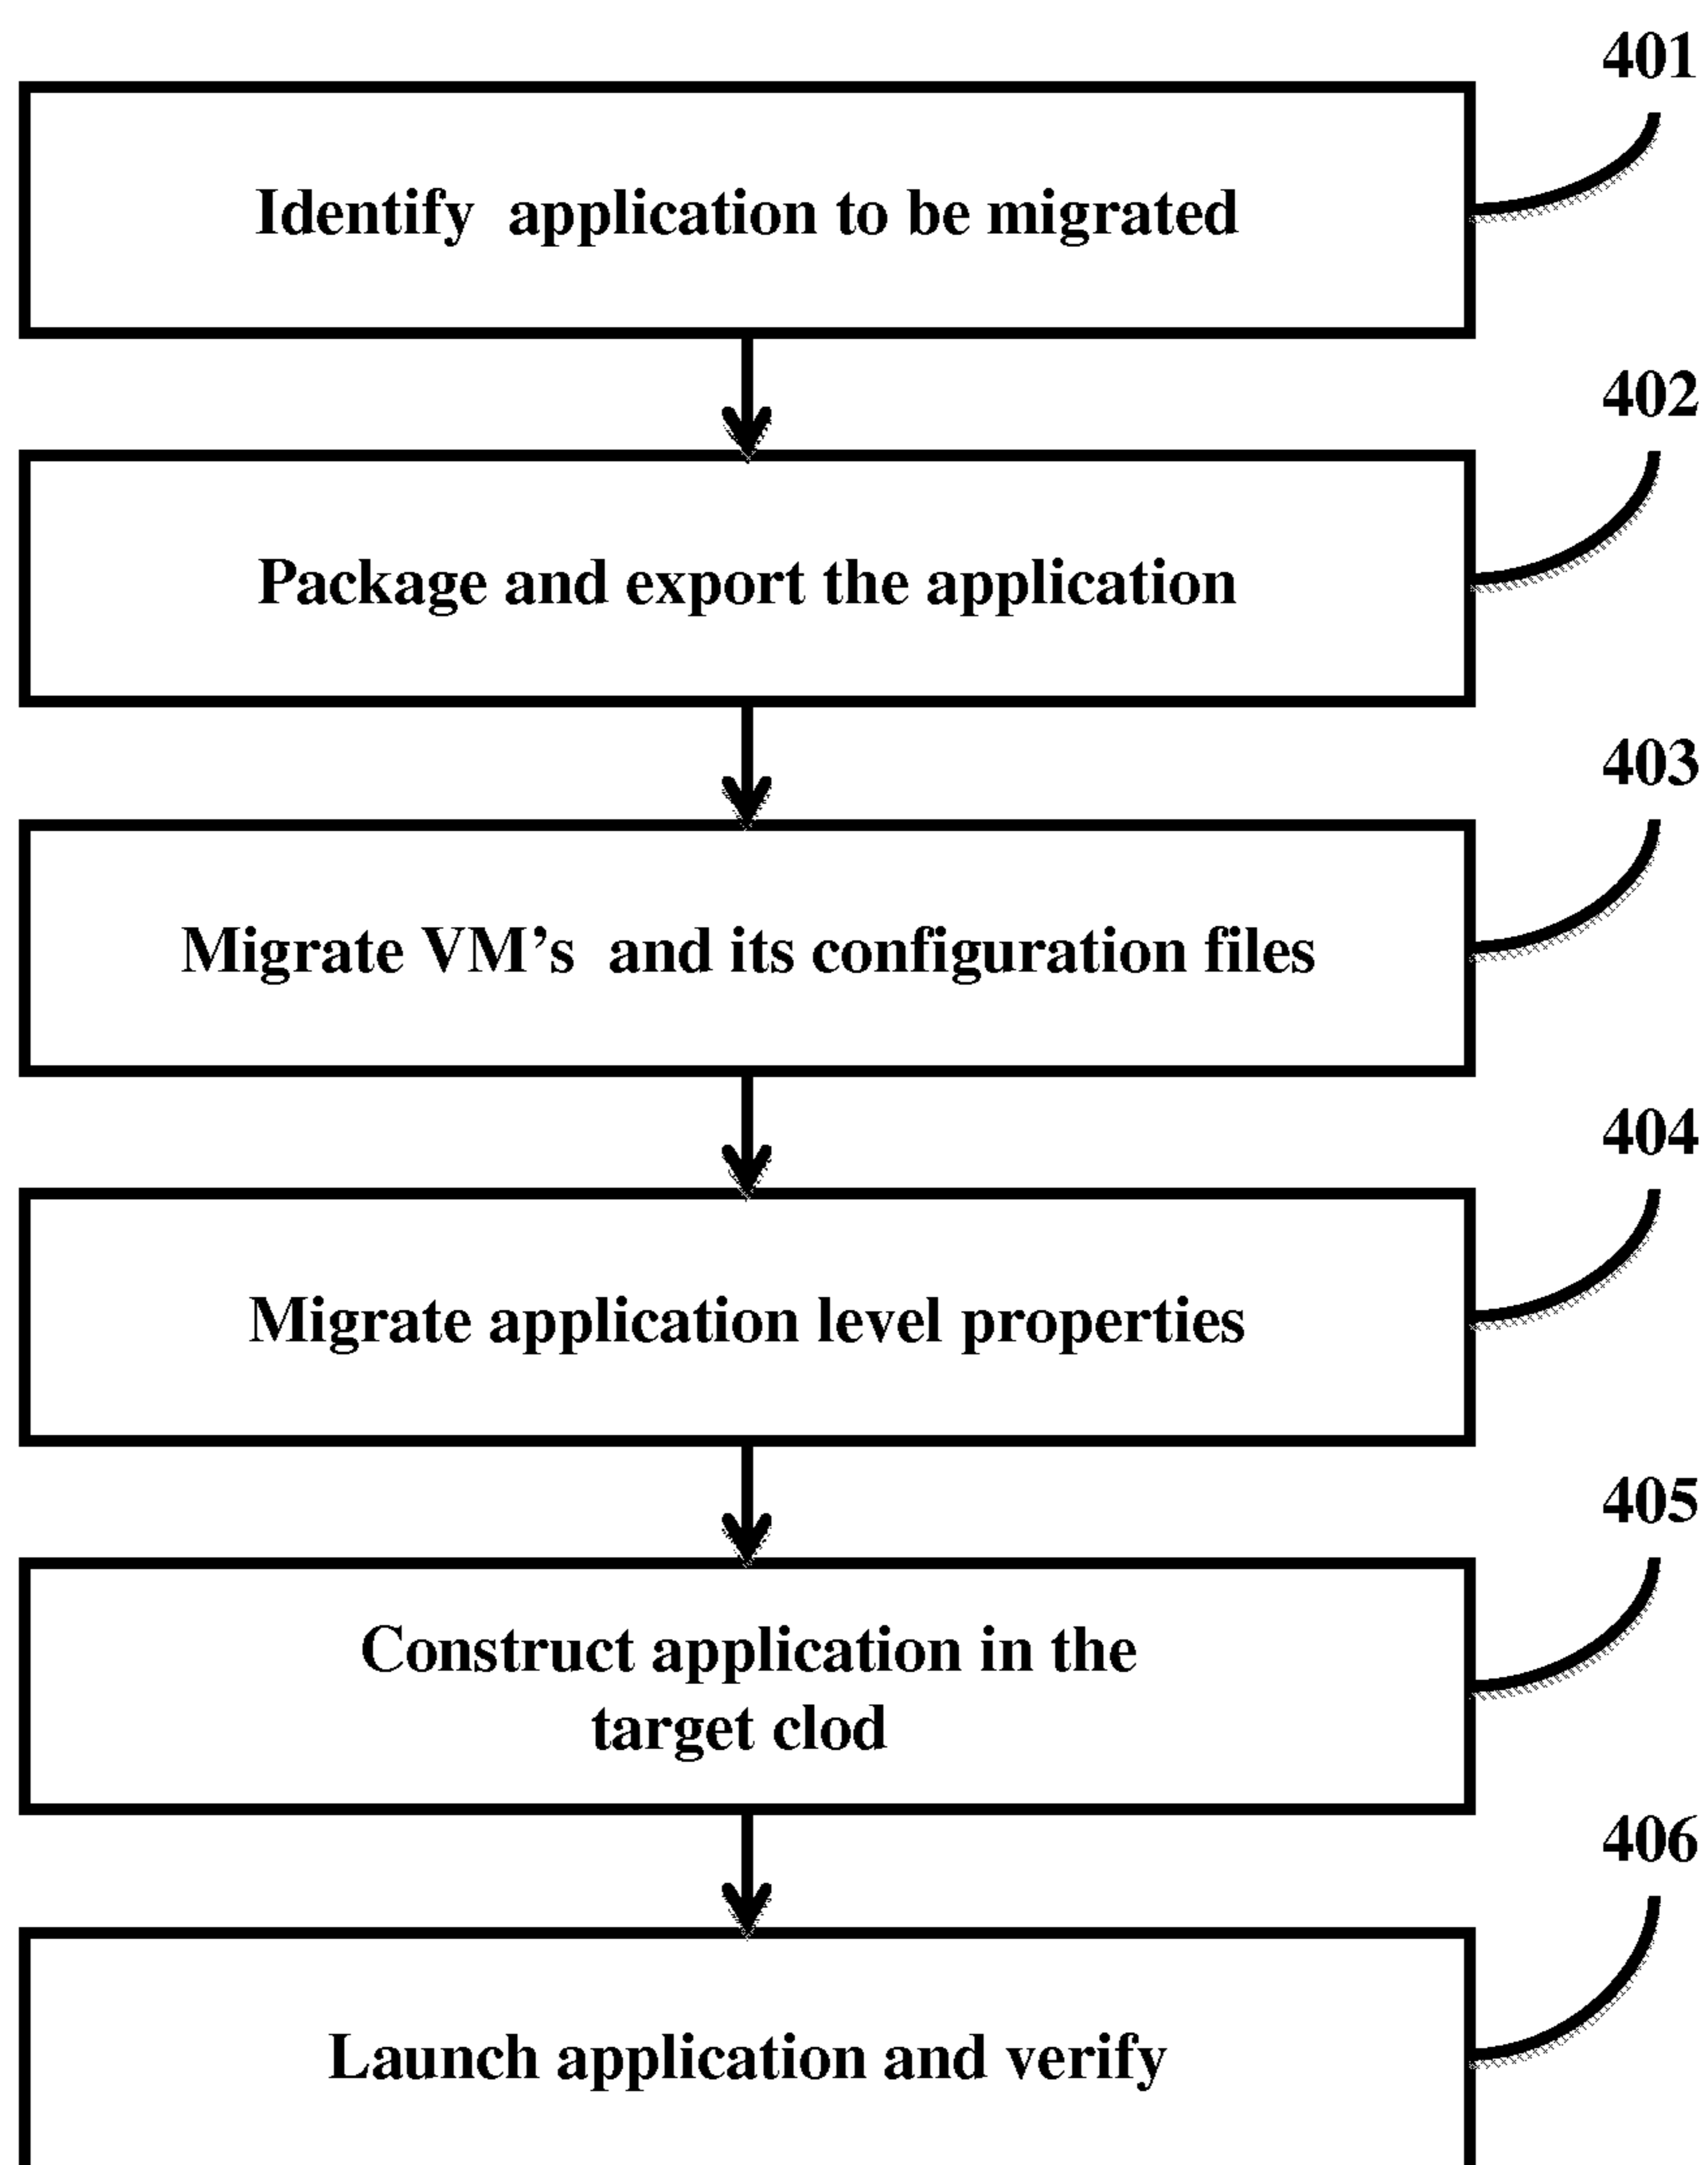 401
Identify application to be migrated
402
Package and export the application
403
Migrate VM’s and its configuration files
404
Migrate application level properties
405
Construct application in the
target clod
406
Launch application and verify